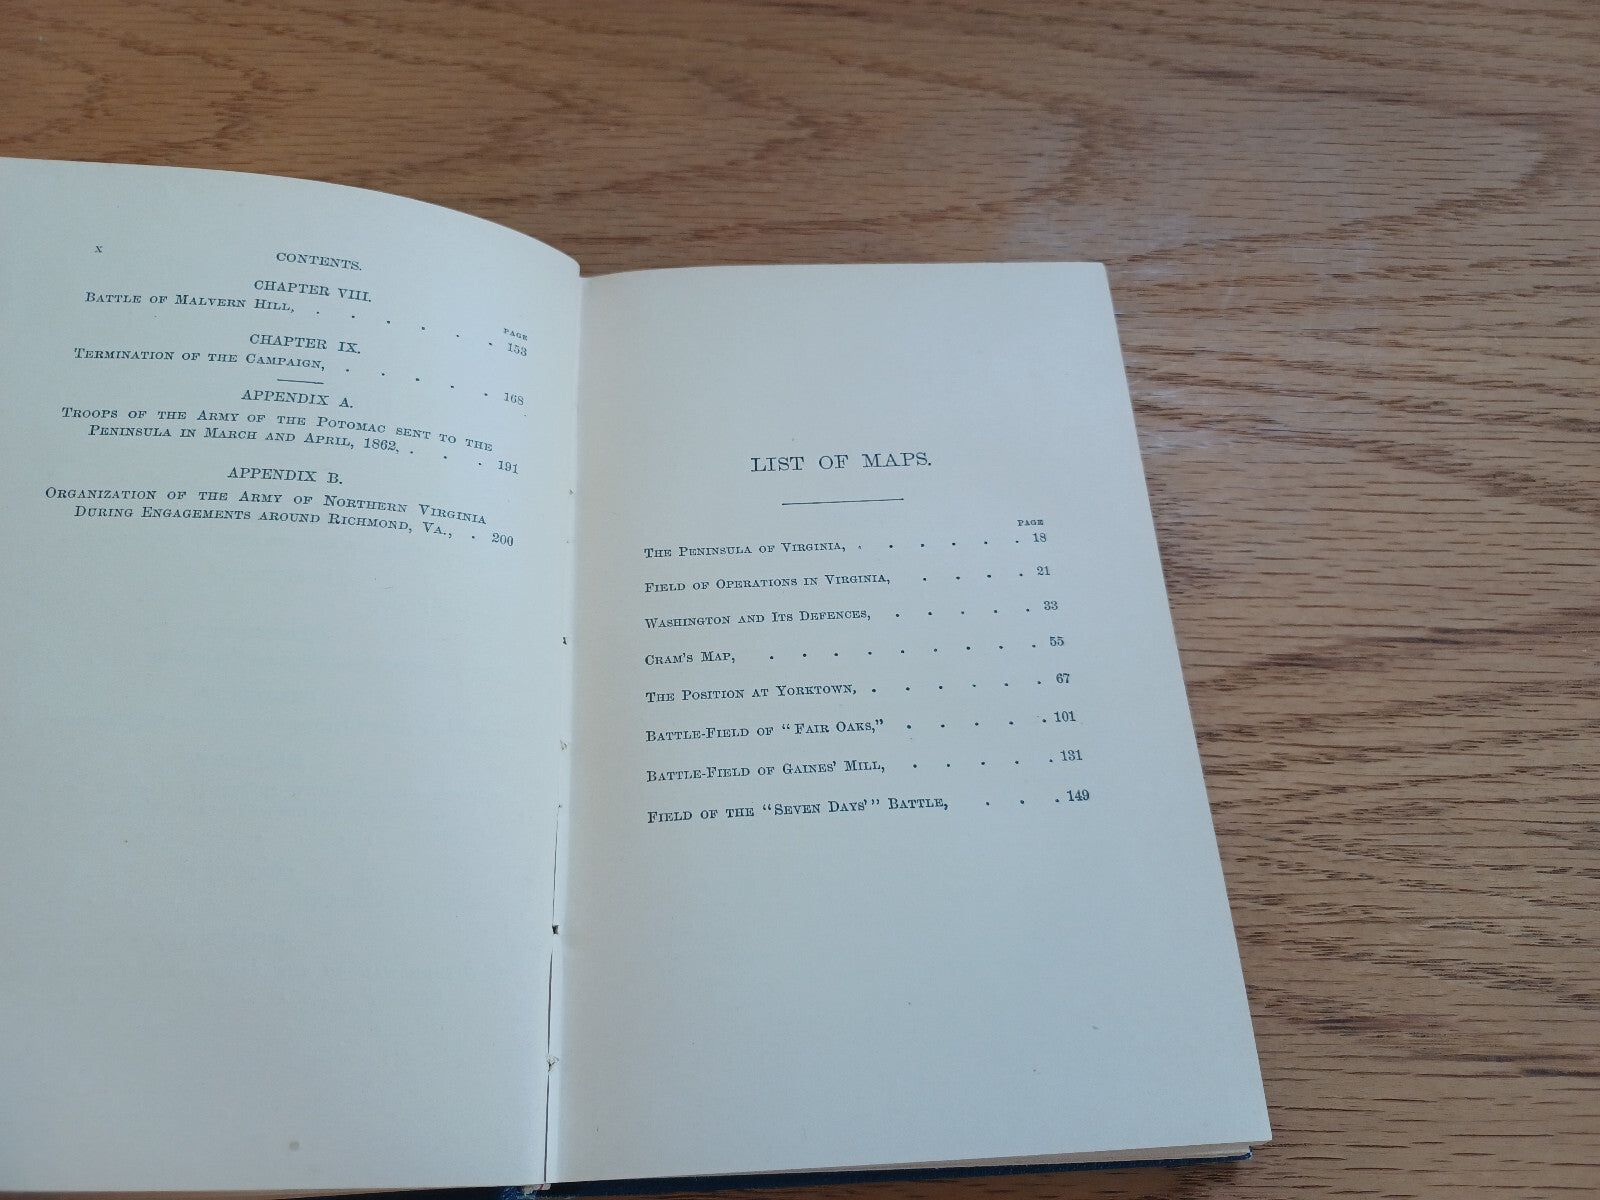 x
CONTENTS.
CHAPTER VIII.
PAGE
BATTLE OF MALVERN HILL, . . . . . . 153
CHAPTER IX.
TERMINATION OF THE CAMPAIGN, . . . . . 168
APPENDIX A.
TROOPS OF THE ARMY OF THE POTOMAC SENT TO THE
PENINSULA IN MARCH AND APRIL, 1862, . . . 191
APPENDIX B.
ORGANIZATION OF THE ARMY OF NORTHERN VIRGINIA
DURING ENGAGEMENTS AROUND RICHMOND, VA., . 200
LIST OF MAPS.
PAGE
THE PENINSULA OF VIRGINIA, . . . . . . 18
FIELD OF OPERATIONS IN VIRGINIA, . . . . 21
WASHINGTON AND ITS DEFENCES, . . . . . 33
CRAM'S MAP, . . . . . . . . . 55
THE POSITION AT YORKTOWN, . . . . . . 67
BATTLE-FIELD OF "FAIR OAKS," . . . . . 101
BATTLE-FIELD OF GAINES' MILL, . . . . . 131
FIELD OF THE "SEVEN DAYS'" BATTLE, . . . 149